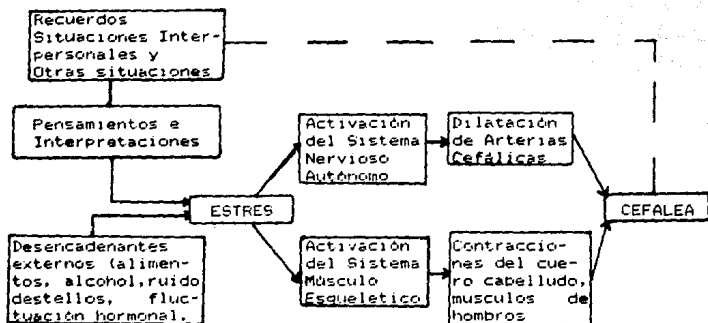 Recuerdos
Situaciones Inter-
personales y
Otras situaciones
Pensamientos e
Interpretaciones
Activación
del Sistema
Nervioso
Autónomo
Dilatación
de Arterias
Cefálicas
ESTRES
CEFALEA
Desencadenantes
externos (alimen-
tos, alcohol,ruido
destellos, fluc-
tuación hormonal.
Activación
del Sistema
Músculo
Esquelético
Contraccio-
nes del cue-
ro cabelludo,
musculos de
hombros